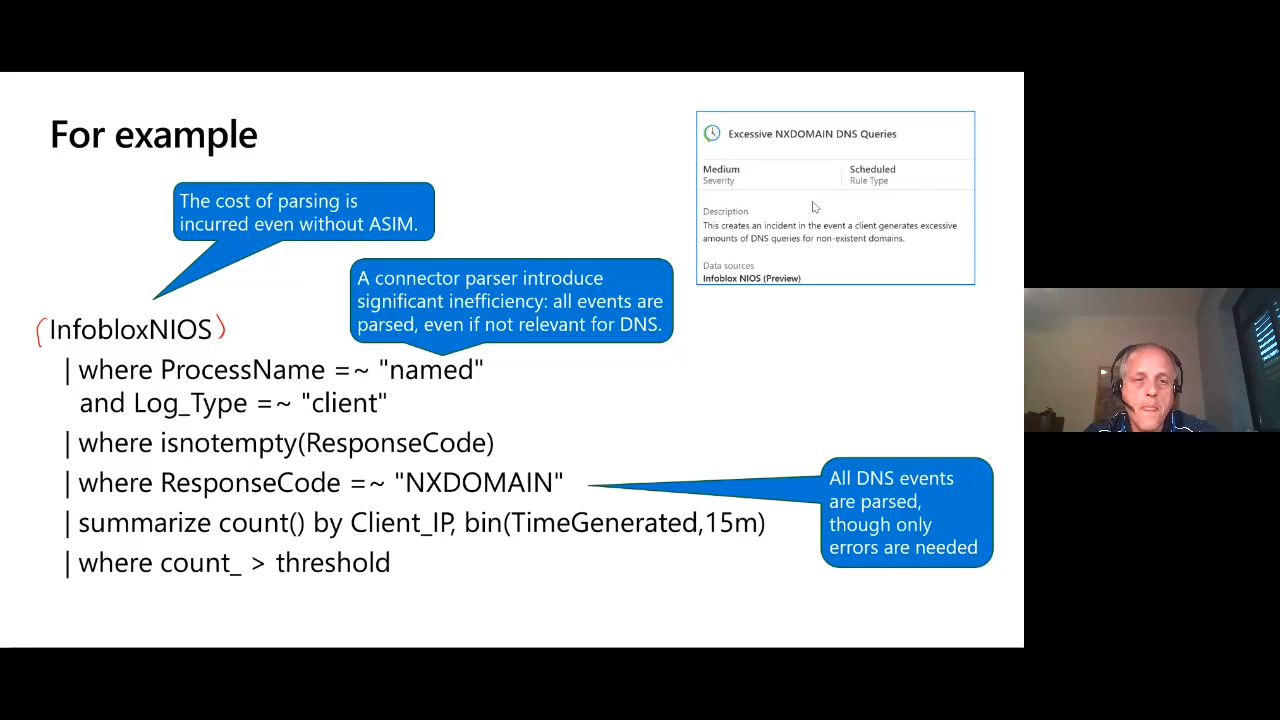 For example
Excessive NXDOMAIN DNS Queries
Medium
Severity
Scheduled
Rule Type
Description
This creates an incident in the event a client generates excessive
amounts of DNS queries for non-existent domains.
Data sources
Infoblox NIOS (Preview)
The cost of parsing is
incurred even without ASIM.
A connector parser introduce
significant inefficiency: all events are
parsed, even if not relevant for DNS.
(InfobloxNIOS)
| where ProcessName =~ "named"
and Log_Type =~ "client"
| where isnotempty(ResponseCode)
| where ResponseCode =~ "NXDOMAIN"
| summarize count() by Client_IP, bin(TimeGenerated,15m)
| where count_ > threshold
All DNS events
are parsed,
though only
errors are needed